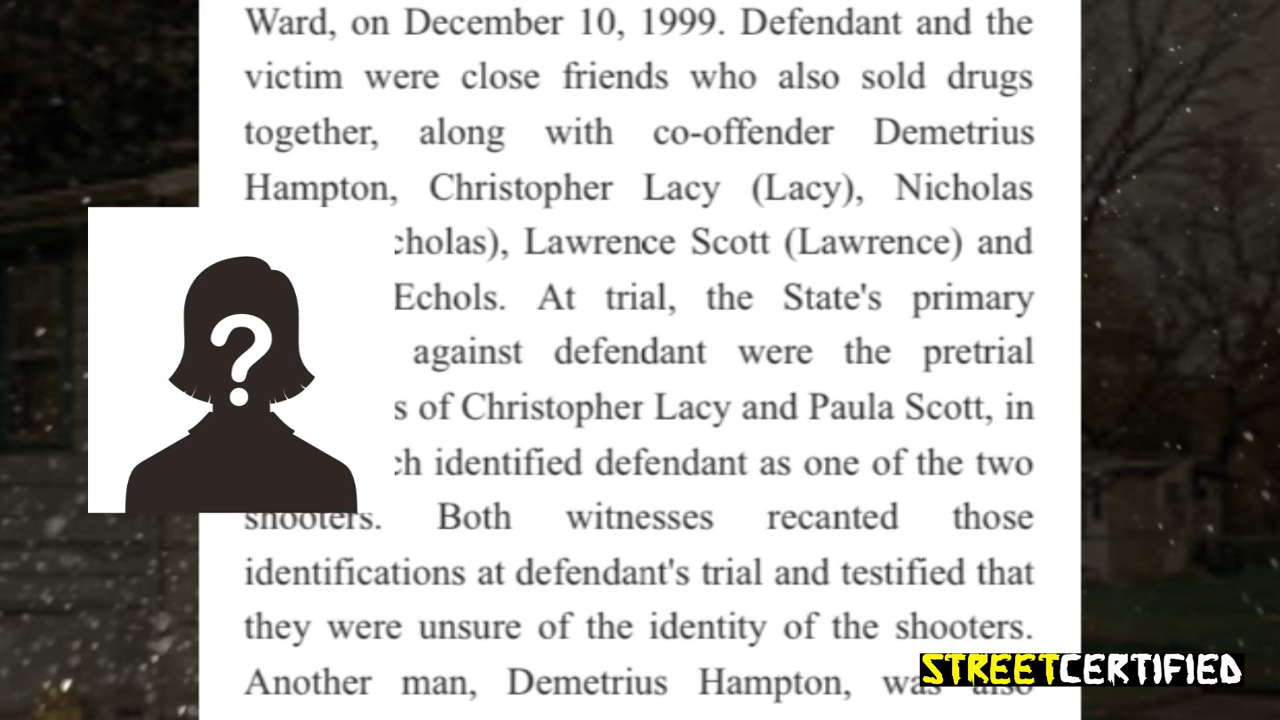 Ward, on December 10, 1999. Defendant and the
victim were close friends who also sold drugs
together, along with co-offender Demetrius
Hampton, Christopher Lacy (Lacy), Nicholas
cholas), Lawrence Scott (Lawrence) and
Echols. At trial, the State's primary
against defendant were the pretrial
s of Christopher Lacy and Paula Scott, in
ch identified defendant as one of the two
shooters. Both witnesses recanted those
identifications at defendant's trial and testified that
they were unsure of the identity of the shooters.
Another man, Demetrius Hampton, was also
?
STREETCERTIFIED